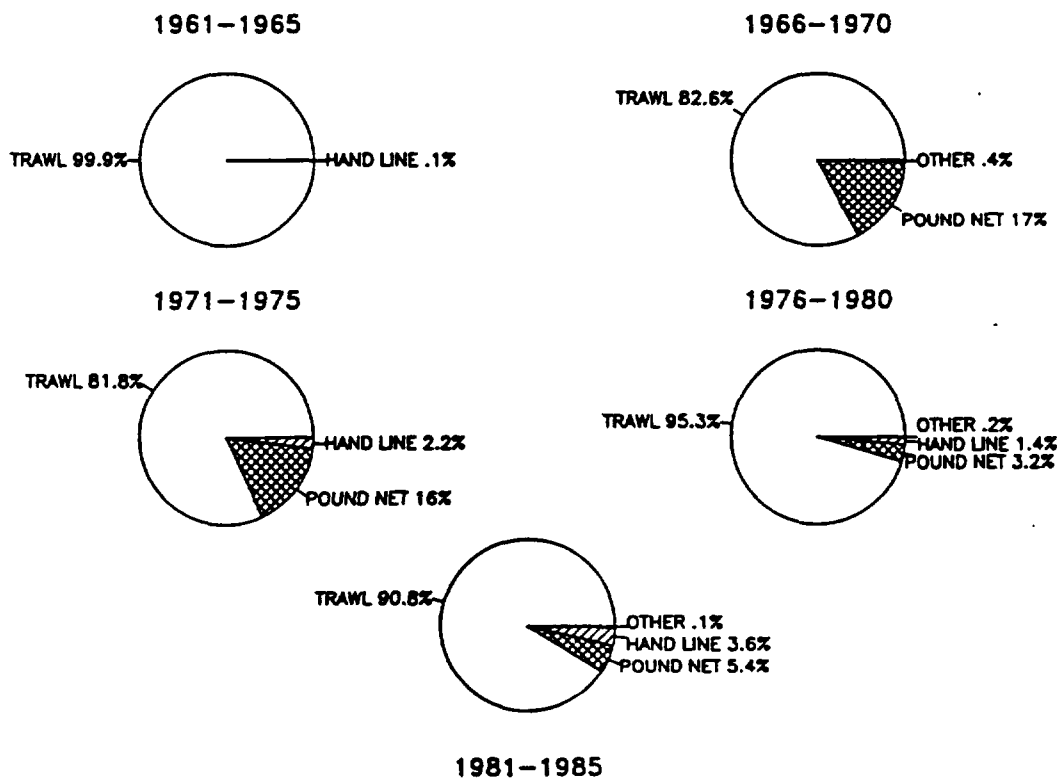 1961-1965
TRAWL 99.9%
HAND LINE .1%
1966-1970
TRAWL 82.6%
OTHER .4%
POUND NET 17%
1971-1975
TRAWL 81.8%
HAND LINE 2.2%
POUND NET 16%
1976-1980
TRAWL 95.3%
OTHER .2%
HAND LINE 1.4%
POUND NET 3.2%
TRAWL 90.8%
OTHER .1%
HAND LINE 3.6%
POUND NET 5.4%
1981-1985